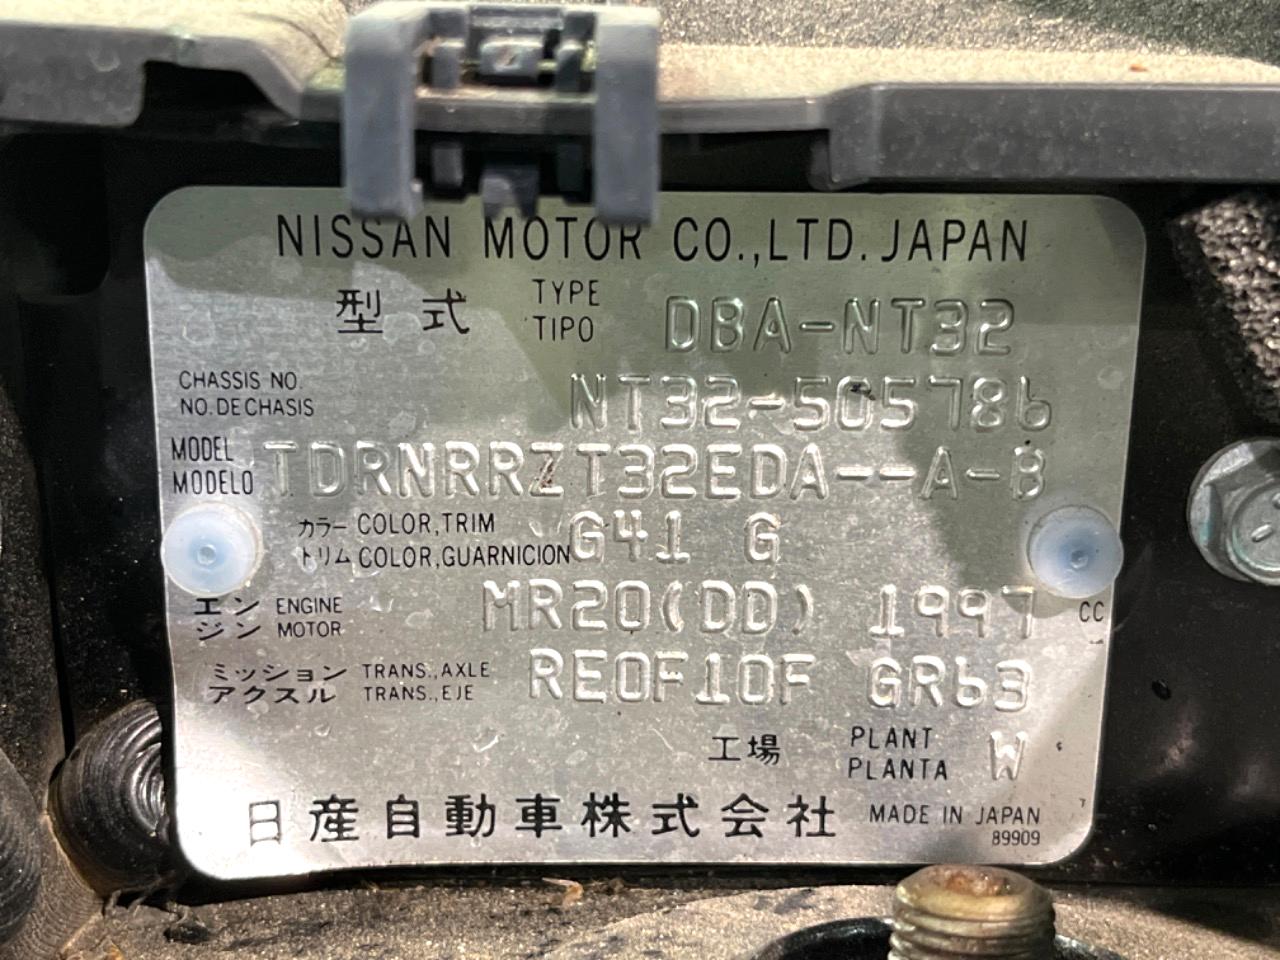 NISSAN MOTOR CO.,LTD. JAPAN
型式 TYPE DBA-NT32
TIPO
CHASSIS NO. NT32-505786
NO. DE CHASIS
MODEL TDRNRRZT32EDA--A-B
MODELO
カラー COLOR,TRIM G41 G
トリム COLOR,GUARNICION
エン ENGINE MR20(DD) 1997 CC
ジン MOTOR
ミッション TRANS.,AXLE RE0F10F GR63
アクスル TRANS.,EJE
工場 PLANT W
PLANTA
日産自動車株式会社 MADE IN JAPAN
89909